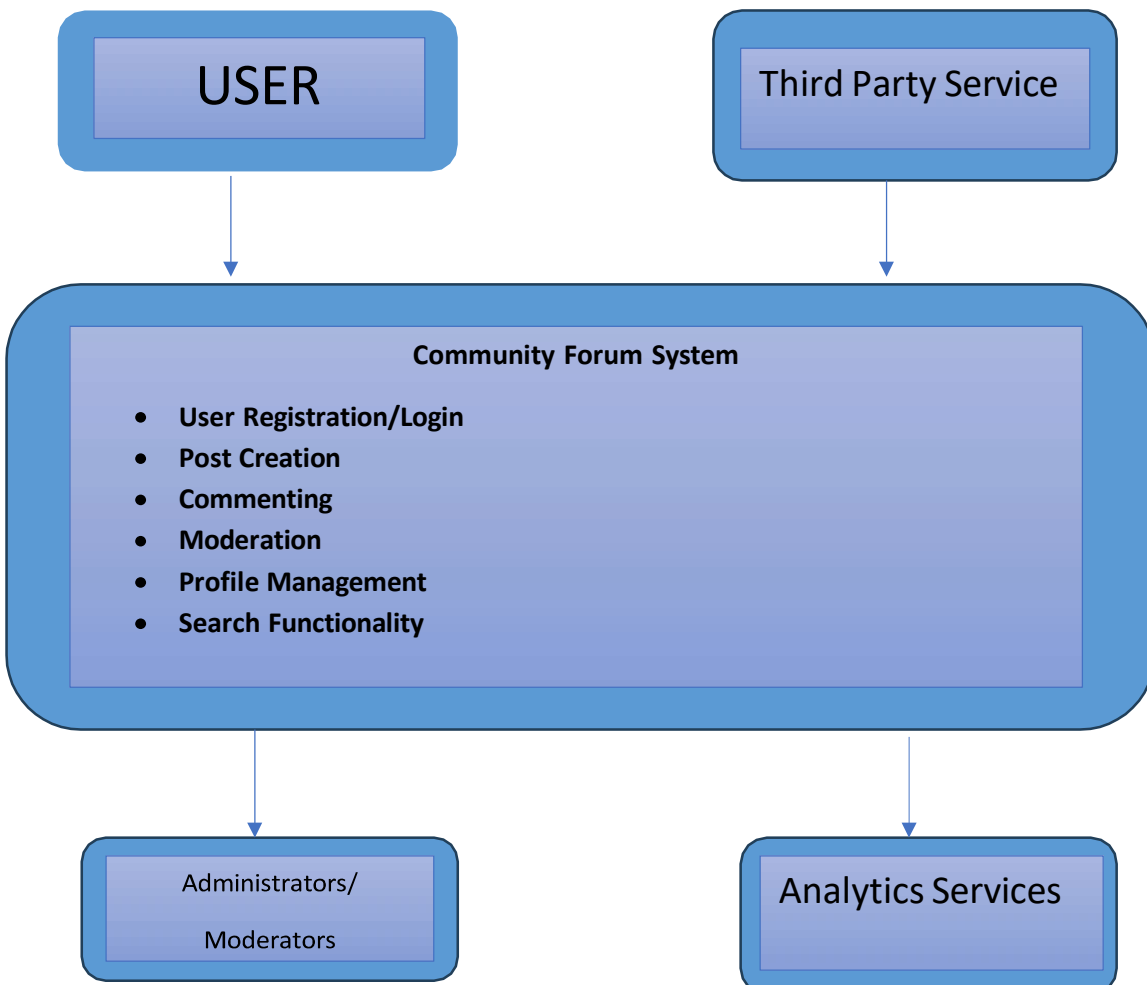 USER
Third Party Service
Community Forum System
• User Registration/Login
• Post Creation
• Commenting
• Moderation
• Profile Management
• Search Functionality
Administrators/
Moderators
Analytics Services